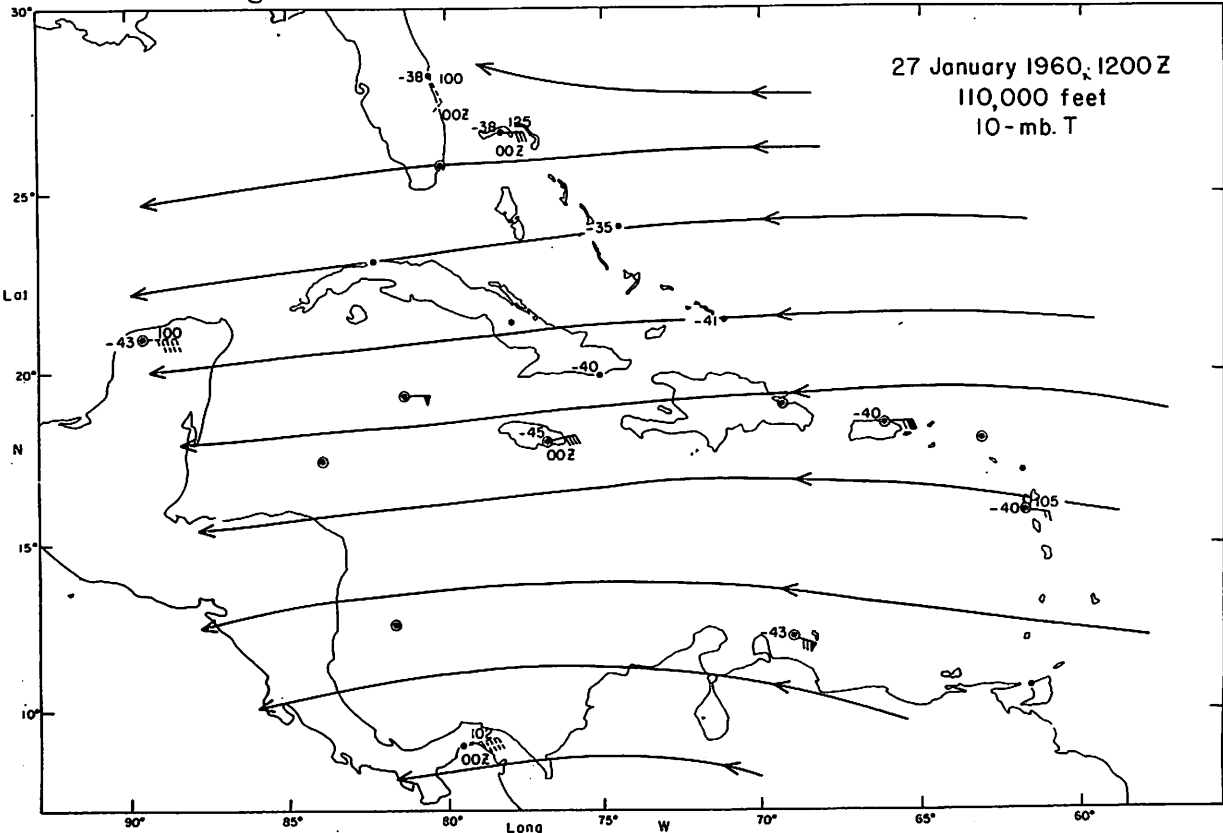 30°
27 January 1960, 1200 Z
110,000 feet
10-mb. T
-38 100
00Z
-38 125
00Z
25°
-35
Lat
-41
-43 100
20°
-40
-40
-45
00Z
N
-40 105
15°
-43
10°
102
00Z
90° 85° 80° 75° 70° 65° 60°
Long W